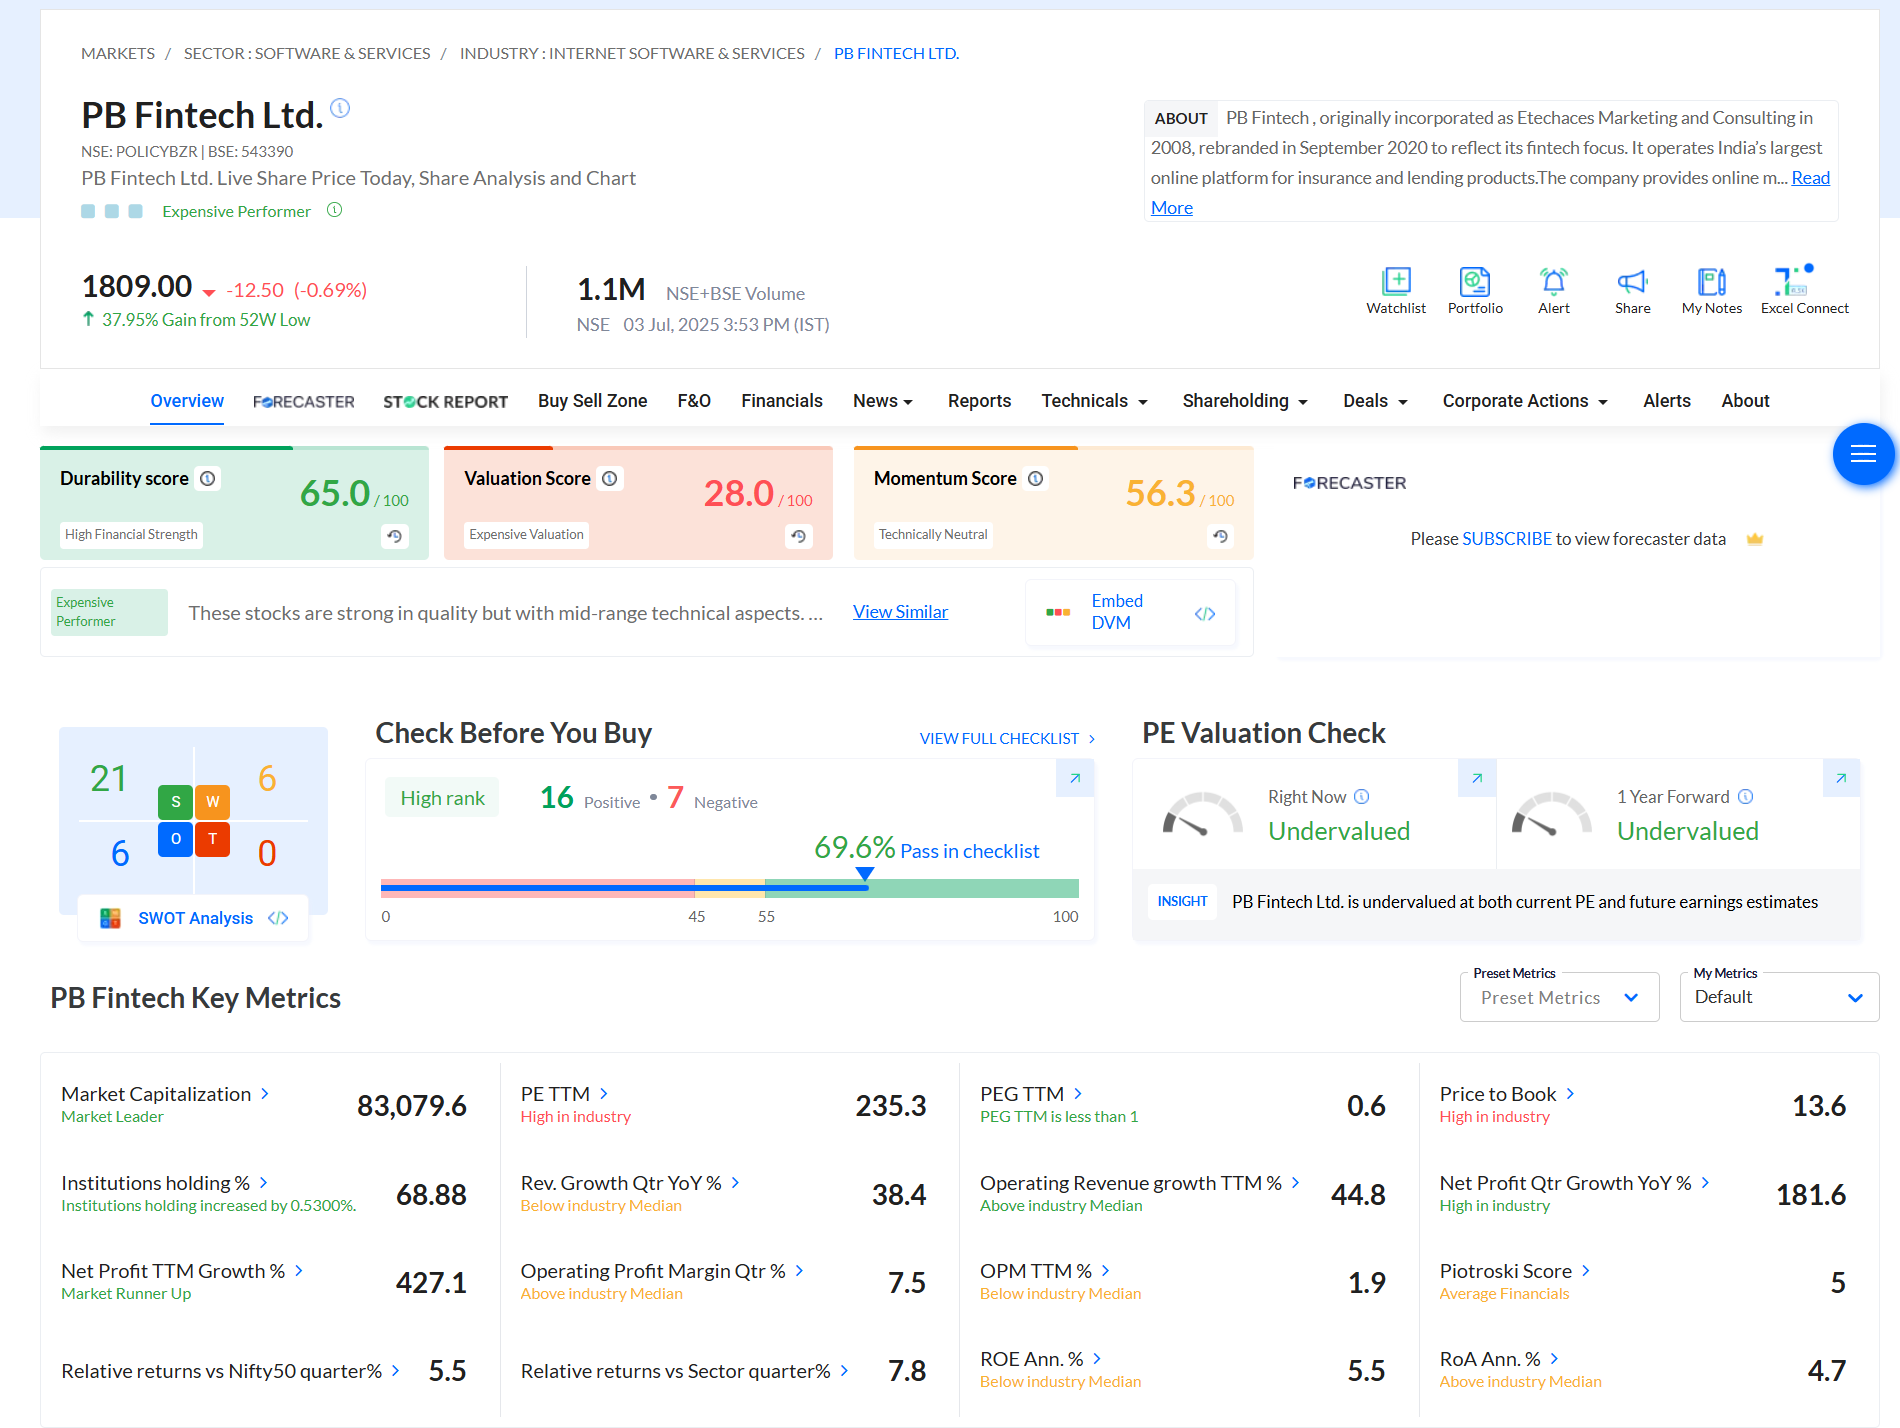 MARKETS / SECTOR : SOFTWARE & SERVICES / INDUSTRY : INTERNET SOFTWARE & SERVICES / PB FINTECH LTD.
PB Fintech Ltd.
NSE: POLICYBZR | BSE: 543390
PB Fintech Ltd. Live Share Price Today, Share Analysis and Chart
Expensive Performer
ABOUT PB Fintech , originally incorporated as Etechaces Marketing and Consulting in
2008, rebranded in September 2020 to reflect its fintech focus. It operates India's largest
online platform for insurance and lending products.The company provides online m... Read
More
1809.00 -12.50 (-0.69%)
37.95% Gain from 52W Low
1.1M NSE+BSE Volume
NSE 03 Jul, 2025 3:53 PM (IST)
Watchlist Portfolio Alert Share My Notes Excel Connect
Overview FORECASTER STOCK REPORT Buy Sell Zone F&O Financials News Reports Technicals Shareholding Deals Corporate Actions Alerts About
Durability score
65.0 / 100
High Financial Strength
Valuation Score
28.0 / 100
Expensive Valuation
Momentum Score
56.3 / 100
Technically Neutral
FORECASTER
Please SUBSCRIBE to view forecaster data
Expensive
Performer
These stocks are strong in quality but with mid-range technical aspects. ...
View Similar
Embed
DVM
21 6
S W
O T
6 0
SWOT Analysis
Check Before You Buy
VIEW FULL CHECKLIST
High rank 16 Positive • 7 Negative
69.6% Pass in checklist
0 45 55 100
PE Valuation Check
Right Now
Undervalued
1 Year Forward
Undervalued
INSIGHT PB Fintech Ltd. is undervalued at both current PE and future earnings estimates
PB Fintech Key Metrics
Preset Metrics
Preset Metrics
My Metrics
Default
Market Capitalization 83,079.6
Market Leader
PE TTM 235.3
High in industry
PEG TTM 0.6
PEG TTM is less than 1
Price to Book 13.6
High in industry
Institutions holding % 68.88
Institutions holding increased by 0.5300%.
Rev. Growth Qtr YoY % 38.4
Below industry Median
Operating Revenue growth TTM % 44.8
Above industry Median
Net Profit Qtr Growth YoY % 181.6
High in industry
Net Profit TTM Growth % 427.1
Market Runner Up
Operating Profit Margin Qtr % 7.5
Above industry Median
OPM TTM % 1.9
Below industry Median
Piotroski Score 5
Average Financials
Relative returns vs Nifty50 quarter% 5.5
Relative returns vs Sector quarter% 7.8
ROE Ann. % 5.5
Below industry Median
RoA Ann. % 4.7
Above industry Median